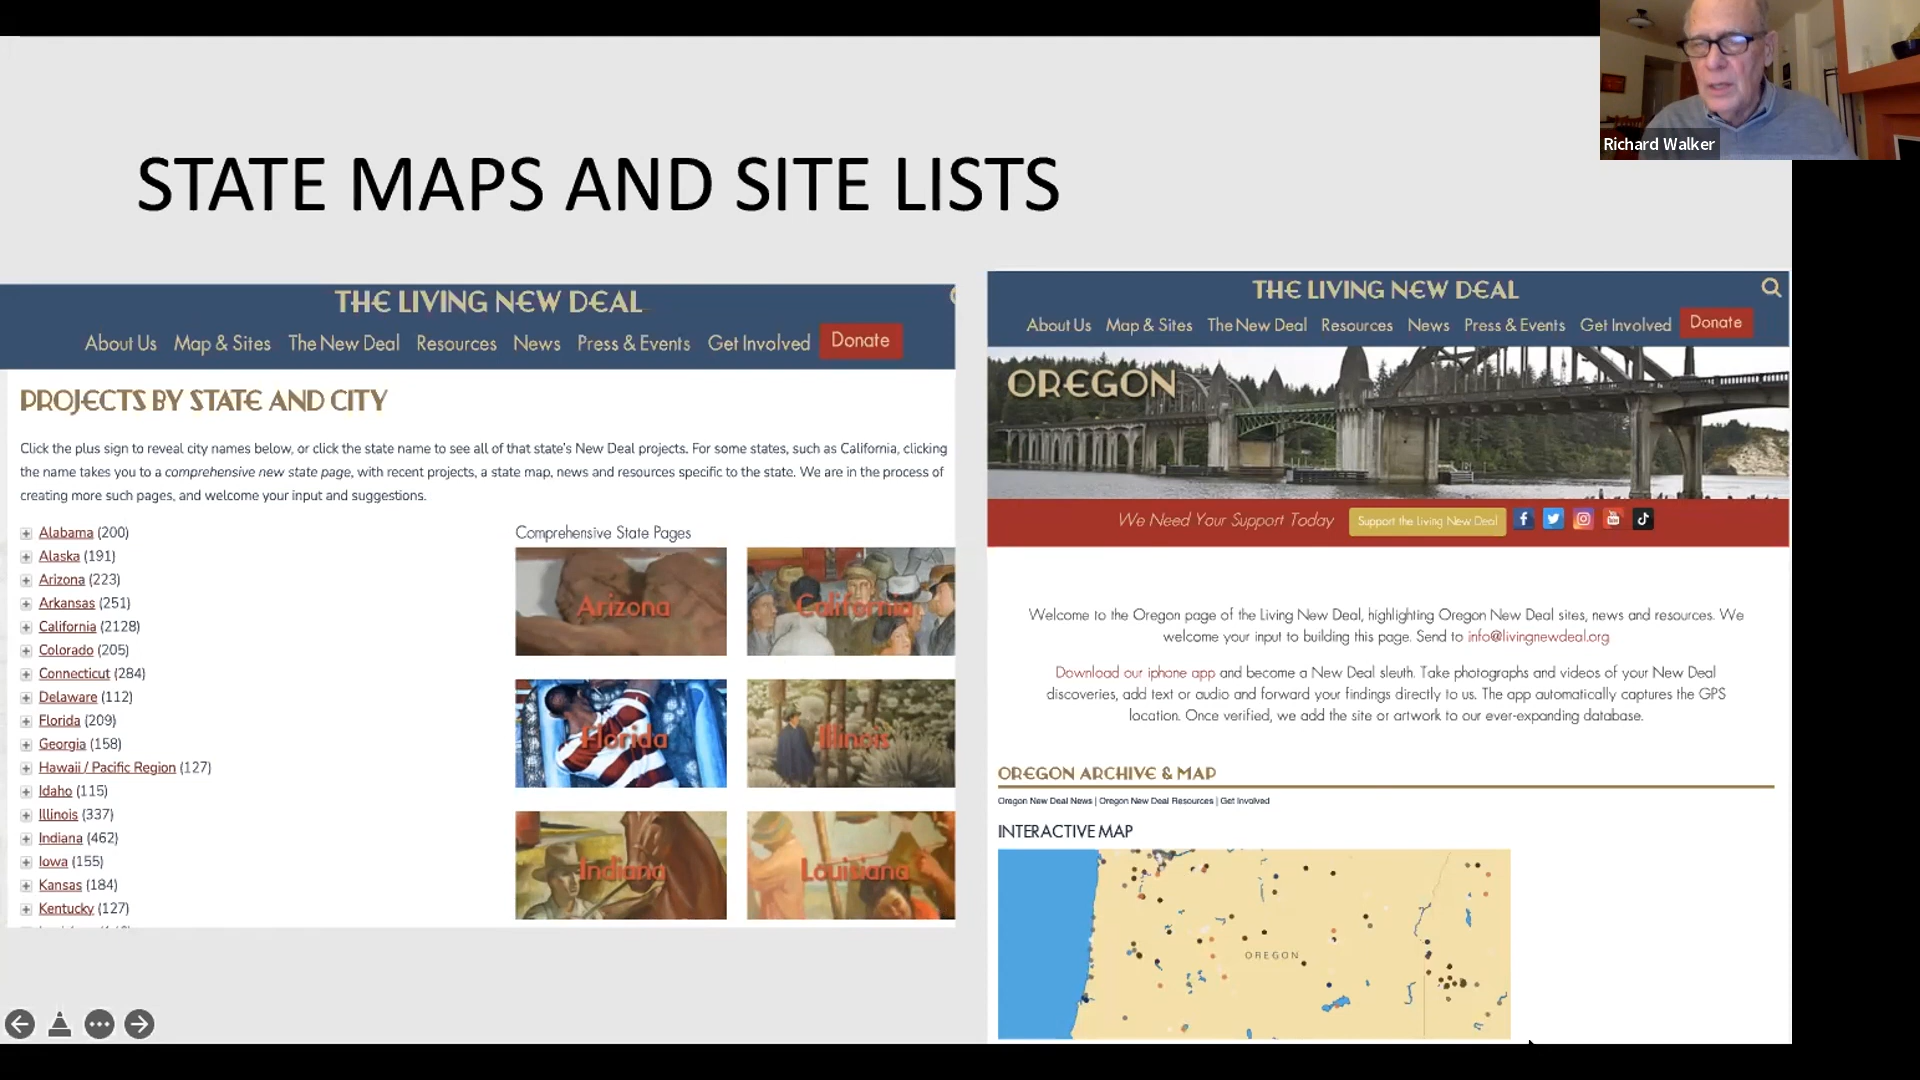 Richard Walker
STATE MAPS AND SITE LISTS
THE LIVING NEW DEAL
About Us Map & Sites The New Deal Resources News Press & Events Get Involved Donate
PROJECTS BY STATE AND CITY
Click the plus sign to reveal city names below, or click the state name to see all of that state's New Deal projects. For some states, such as California, clicking
the name takes you to a comprehensive new state page, with recent projects, a state map, news and resources specific to the state. We are in the process of
creating more such pages, and welcome your input and suggestions.
Alabama (200)
Alaska (191)
Arizona (223)
Arkansas (251)
California (2128)
Colorado (205)
Connecticut (284)
Delaware (112)
Florida (209)
Georgia (158)
Hawaii / Pacific Region (127)
Idaho (115)
Illinois (337)
Indiana (462)
Iowa (155)
Kansas (184)
Kentucky (127)
Comprehensive State Pages
Arizona California
Florida Illinois
Indiana Louisiana
THE LIVING NEW DEAL
About Us Map & Sites The New Deal Resources News Press & Events Get Involved Donate
OREGON
We Need Your Support Today Support the Living New Deal
Welcome to the Oregon page of the Living New Deal, highlighting Oregon New Deal sites, news and resources. We
welcome your input to building this page. Send to info@livingnewdeal.org
Download our iphone app and become a New Deal sleuth. Take photographs and videos of your New Deal
discoveries, add text or audio and forward your findings directly to us. The app automatically captures the GPS
location. Once verified, we add the site or artwork to our ever-expanding database.
OREGON ARCHIVE & MAP
Oregon New Deal News | Oregon New Deal Resources | Get Involved
INTERACTIVE MAP
OREGON